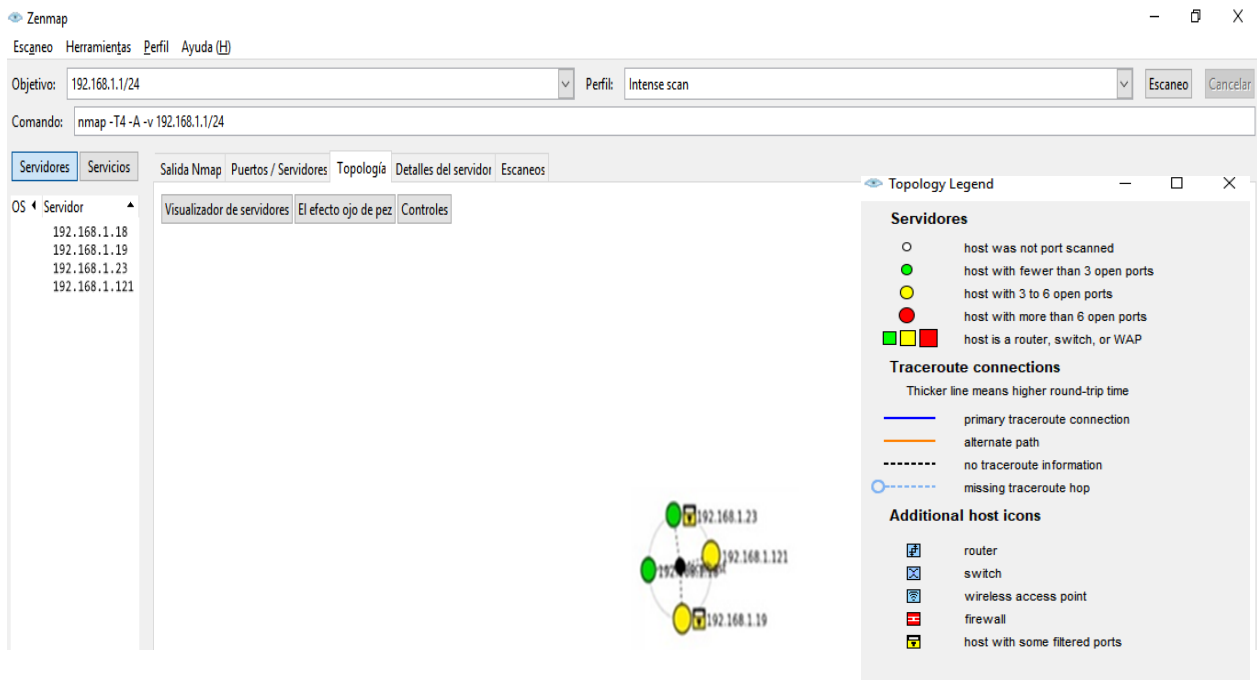 Zenmap
Escaneo Herramientas Perfil Ayuda (H)
Objetivo: 192.168.1.1/24 Perfil: Intense scan Escaneo Cancelar
Comando: nmap -T4 -A -v 192.168.1.1/24
Servidores Servicios
Salida Nmap Puertos / Servidores Topología Detalles del servidor Escaneos
OS Servidor
192.168.1.18
192.168.1.19
192.168.1.23
192.168.1.121
Visualizador de servidores El efecto ojo de pez Controles
192.168.1.23
192.168.1.121
192.168.1.19
Topology Legend
Servidores
host was not port scanned
host with fewer than 3 open ports
host with 3 to 6 open ports
host with more than 6 open ports
host is a router, switch, or WAP
Traceroute connections
Thicker line means higher round-trip time
primary traceroute connection
alternate path
no traceroute information
missing traceroute hop
Additional host icons
router
switch
wireless access point
firewall
host with some filtered ports